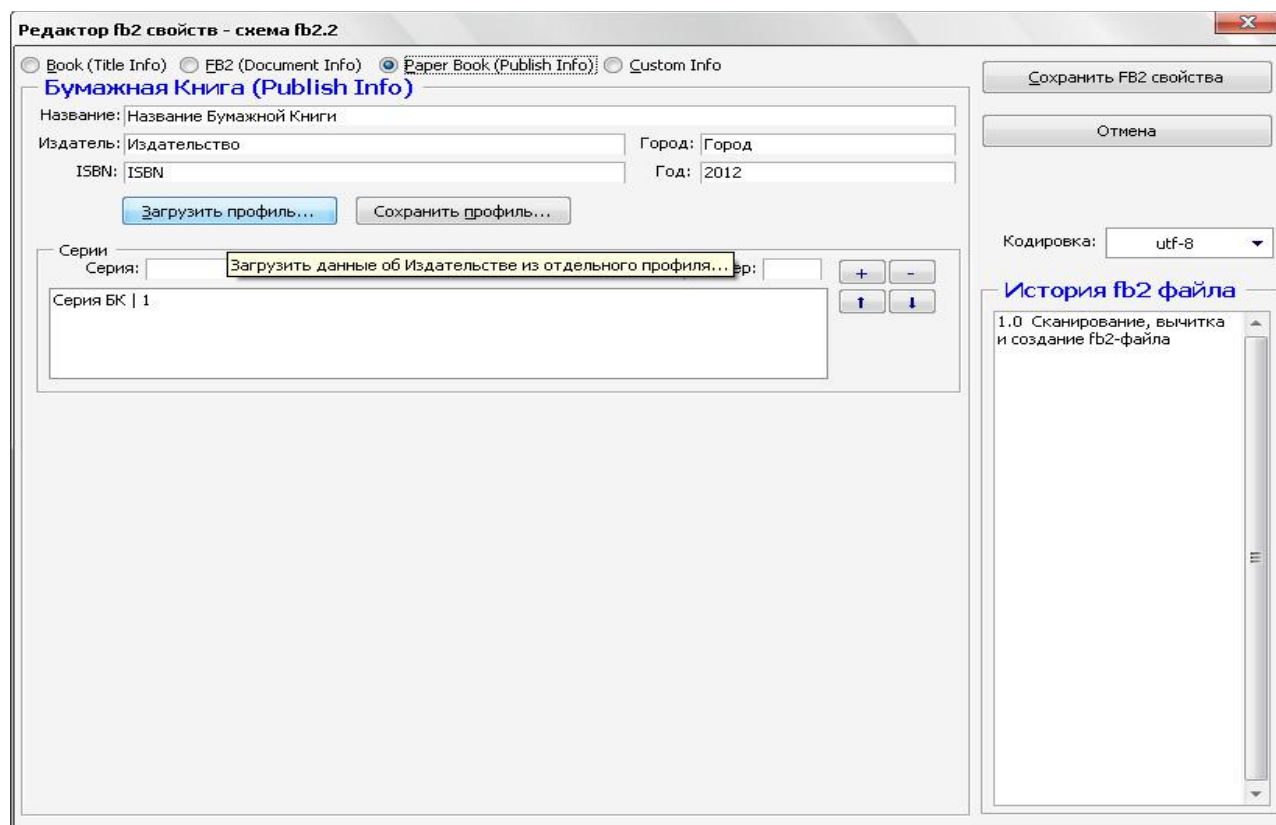 Редактор fb2 свойств - схема fb2.2
Book (Title Info) FB2 (Document Info) Paper Book (Publish Info) Custom Info
Бумажная Книга (Publish Info)
Название: Название Бумажной Книги
Издатель: Издательство Город: Город
ISBN: ISBN Год: 2012
Загрузить профиль... Сохранить профиль...
Серии
Серия: Загрузить данные об Издательстве из отдельного профиля... ер:
+ -
Серия БК | 1
Сохранить FB2 свойства
Отмена
Кодировка: utf-8
История fb2 файла
1.0 Сканирование, вычитка
и создание fb2-файла